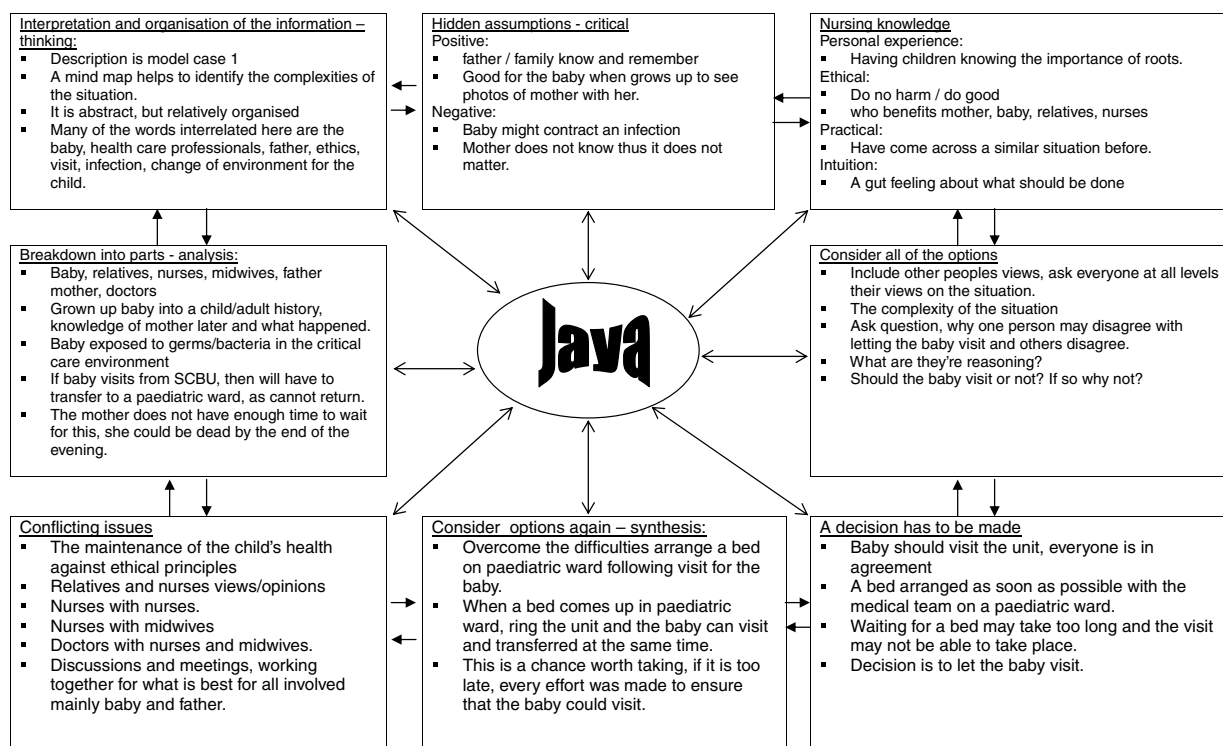 Interpretation and organisation of the information –
thinking:
▪ Description is model case 1
▪ A mind map helps to identify the complexities of
the situation.
▪ It is abstract, but relatively organised
▪ Many of the words interrelated here are the
baby, health care professionals, father, ethics,
visit, infection, change of environment for the
child.
Hidden assumptions - critical
Positive:
▪ father / family know and remember
▪ Good for the baby when grows up to see
photos of mother with her.
Negative:
▪ Baby might contract an infection
▪ Mother does not know thus it does not
matter.
Nursing knowledge
Personal experience:
▪ Having children knowing the importance of roots.
Ethical:
▪ Do no harm / do good
▪ who benefits mother, baby, relatives, nurses
Practical:
▪ Have come across a similar situation before.
Intuition:
▪ A gut feeling about what should be done
Breakdown into parts - analysis:
▪ Baby, relatives, nurses, midwives, father
mother, doctors
▪ Grown up baby into a child/adult history,
knowledge of mother later and what happened.
▪ Baby exposed to germs/bacteria in the critical
care environment
▪ If baby visits from SCBU, then will have to
transfer to a paediatric ward, as cannot return.
▪ The mother does not have enough time to wait
for this, she could be dead by the end of the
evening.
Jaya
Consider all of the options
▪ Include other peoples views, ask everyone at all levels
their views on the situation.
▪ The complexity of the situation
▪ Ask question, why one person may disagree with
letting the baby visit and others disagree.
▪ What are they're reasoning?
▪ Should the baby visit or not? If so why not?
Conflicting issues
▪ The maintenance of the child's health
against ethical principles
▪ Relatives and nurses views/opinions
▪ Nurses with nurses.
▪ Nurses with midwives
▪ Doctors with nurses and midwives.
▪ Discussions and meetings, working
together for what is best for all involved
mainly baby and father.
Consider options again – synthesis:
▪ Overcome the difficulties arrange a bed
on paediatric ward following visit for the
baby.
▪ When a bed comes up in paediatric
ward, ring the unit and the baby can visit
and transferred at the same time.
▪ This is a chance worth taking, if it is too
late, every effort was made to ensure
that the baby could visit.
A decision has to be made
▪ Baby should visit the unit, everyone is in
agreement
▪ A bed arranged as soon as possible with the
medical team on a paediatric ward.
▪ Waiting for a bed may take too long and the visit
may not be able to take place.
▪ Decision is to let the baby visit.